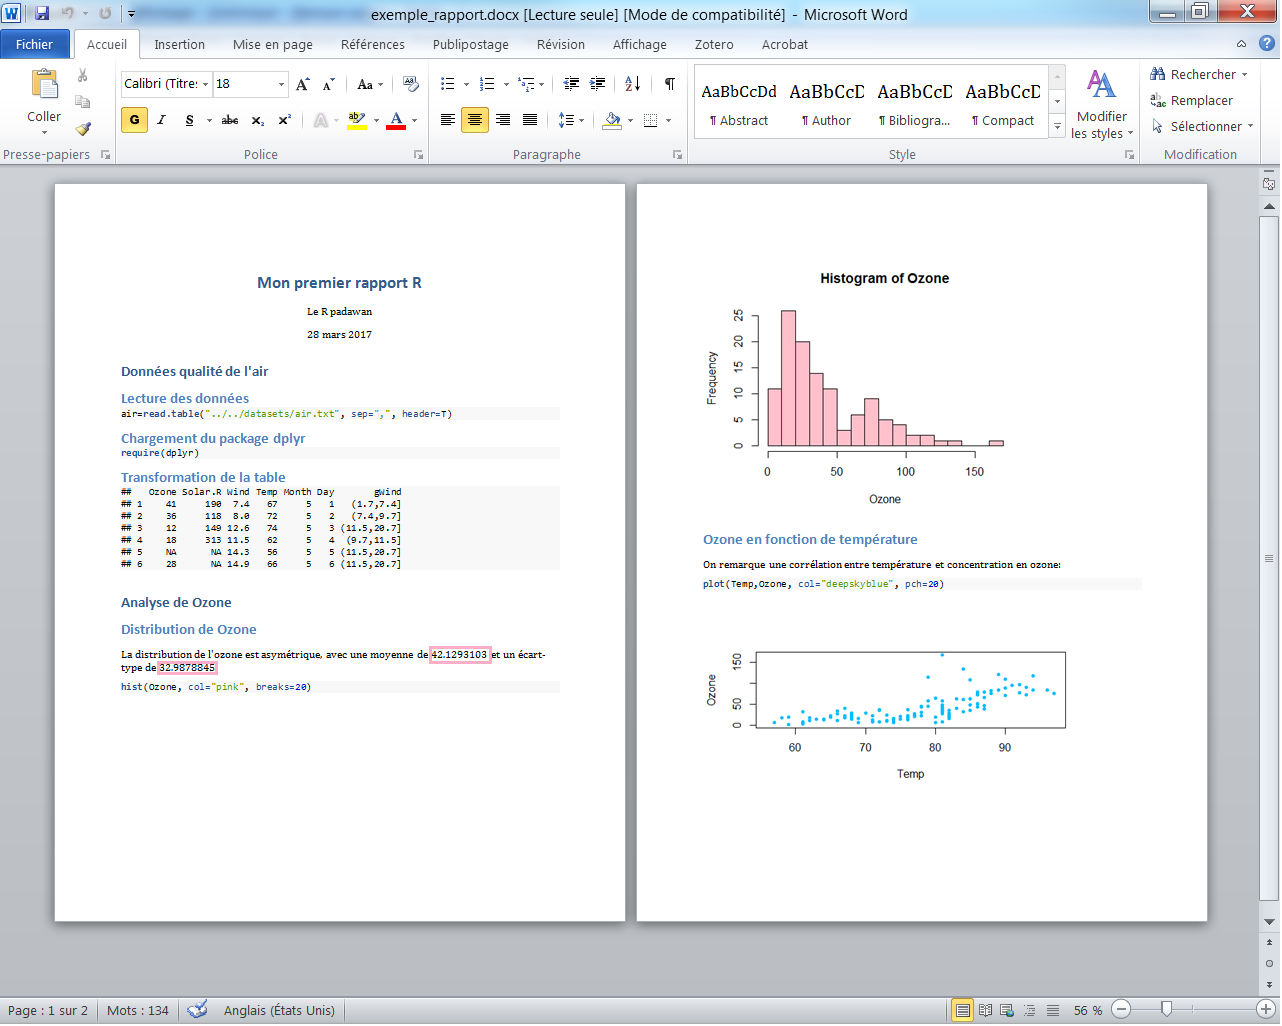 exemple_rapport.docx [Lecture seule] [Mode de compatibilité] - Microsoft Word
Fichier Accueil Insertion Mise en page Références Publipostage Révision Affichage Zotero Acrobat
Coller
Calibri (Titre: 18
G I S abc x₂ x²
Aa
AaBbCcDd AaBbCcD AaBbCcD AaBbCcD
¶ Abstract ¶ Author ¶ Bibliogra... ¶ Compact
Modifier
les styles
Rechercher
Remplacer
Sélectionner
Presse-papiers Police Paragraphe Style Modification
Mon premier rapport R
Le R padawan
28 mars 2017
Données qualité de l'air
Lecture des données
air=read.table("../../datasets/air.txt", sep=",", header=T)
Chargement du package dplyr
require(dplyr)
Transformation de la table
##   Ozone Solar.R Wind Temp Month Day       gWind
## 1    41     190  7.4   67     5   1   (1.7,7.4]
## 2    36     118  8.0   72     5   2   (7.4,9.7]
## 3    12     149 12.6   74     5   3 (11.5,20.7]
## 4    18     313 11.5   62     5   4  (9.7,11.5]
## 5    NA      NA 14.3   56     5   5 (11.5,20.7]
## 6    28      NA 14.9   66     5   6 (11.5,20.7]
Analyse de Ozone
Distribution de Ozone
La distribution de l'ozone est asymétrique, avec une moyenne de 42.1293103 et un écart-
type de 32.9878845
hist(Ozone, col="pink", breaks=20)
Histogram of Ozone
Frequency
25
20
15
10
5
0
0 50 100 150
Ozone
Ozone en fonction de température
On remarque une corrélation entre température et concentration en ozone:
plot(Temp,Ozone, col="deepskyblue", pch=20)
Ozone
150
50
0
60 70 80 90
Temp
Page : 1 sur 2 Mots : 134 Anglais (États Unis) 56 %